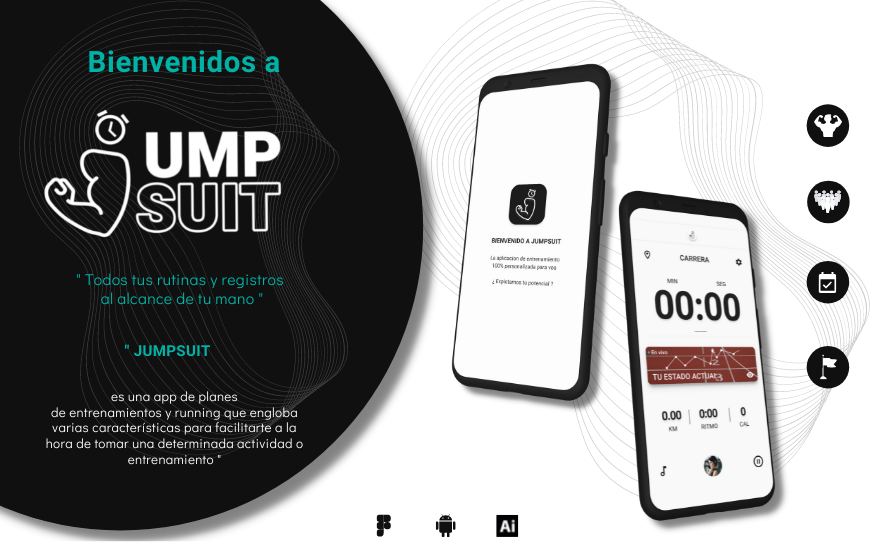 Bienvenidos a
UMP
SUIT
" Todos tus rutinas y registros
al alcance de tu mano "
" JUMPSUIT
es una app de planes
de entrenamientos y running que engloba
varias características para facilitarte a la
hora de tomar una determinada actividad o
entrenamiento "
BIENVENIDO A JUMPSUIT
La aplicacion de entrenamiento
100% personalizada para vos
¿ Explotamos tu potencial ?
CARRERA
MIN SEG
00:00
En vivo
TU ESTADO ACTUAL
0.00 0:00 0
KM RITMO CAL
Ai